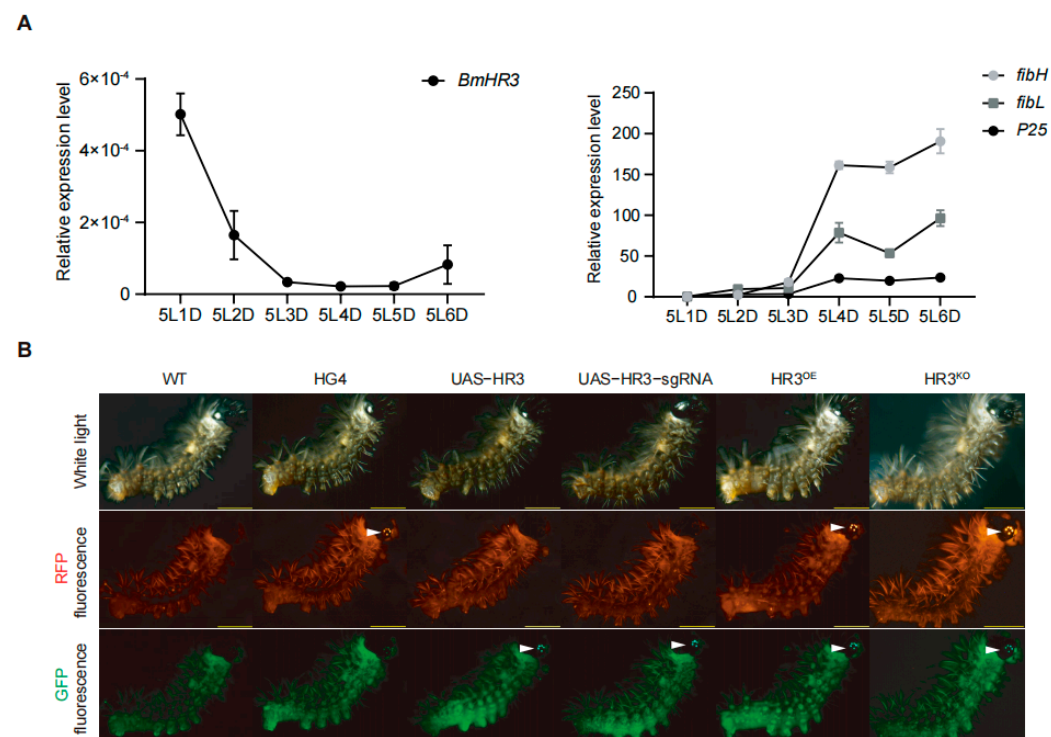 A
6×10⁻⁴
4×10⁻⁴
2×10⁻⁴
0
Relative expression level
BmHR3
5L1D 5L2D 5L3D 5L4D 5L5D 5L6D
250
200
150
100
50
0
Relative expression level
fibH
fibL
P25
5L1D 5L2D 5L3D 5L4D 5L5D 5L6D
B
WT HG4 UAS−HR3 UAS−HR3−sgRNA HR3ᴼᴱ HR3ᴷᴼ
White light
RFP
fluorescence
GFP
fluorescence